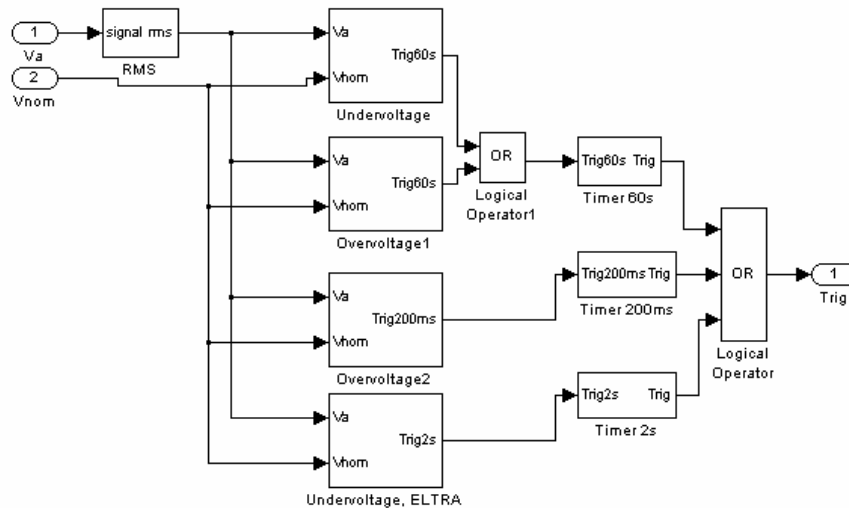 1
Va
2
Vnom
signal rms
RMS
Va
Vnom
Trig60s
Undervoltage
Va
Vnom
Trig60s
Overvoltage1
Va
Vnom
Trig200ms
Overvoltage2
Va
Vnom
Trig2s
Undervoltage, ELTRA
OR
Logical
Operator1
Trig60s Trig
Timer 60s
Trig200ms Trig
Timer 200ms
Trig2s Trig
Timer 2s
OR
Logical
Operator
1
Trig